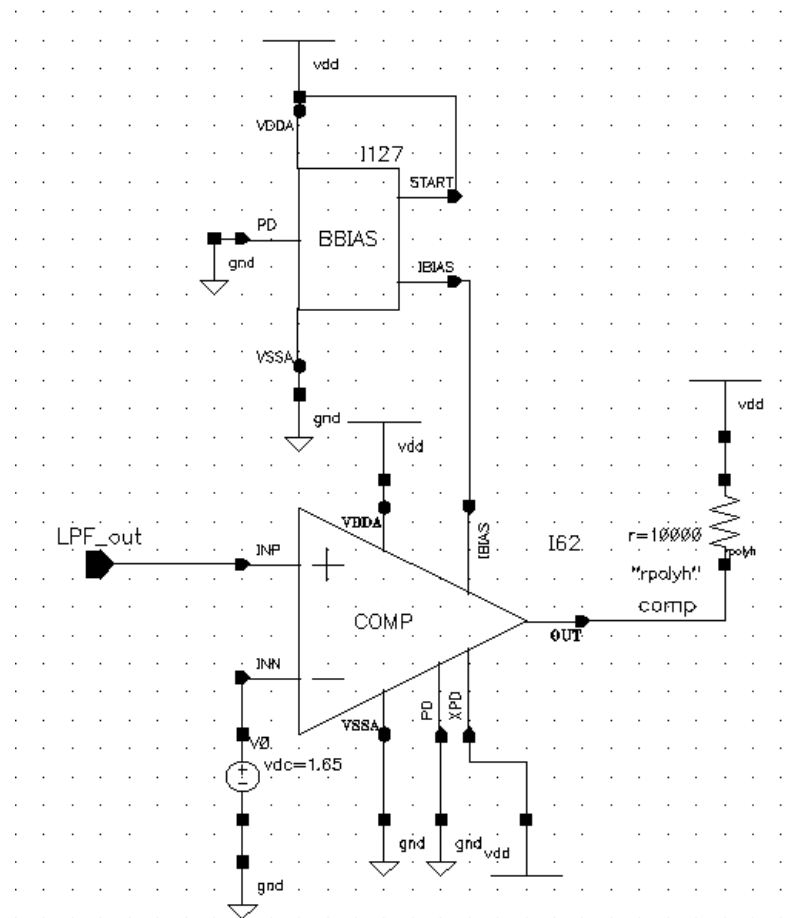 vdd
VDDA
I127
START
PD
BBIAS
gnd
IBIAS
VSSA
gnd
vdd
vdd
LPF_out
INP
VDDA
IBIAS
I62
r=10000
rpolyh
"rpolyh"
COMP
comp
OUT
INN
VSSA
PD
XPD
V0
vdc=1.65
gnd
gnd
vdd
gnd